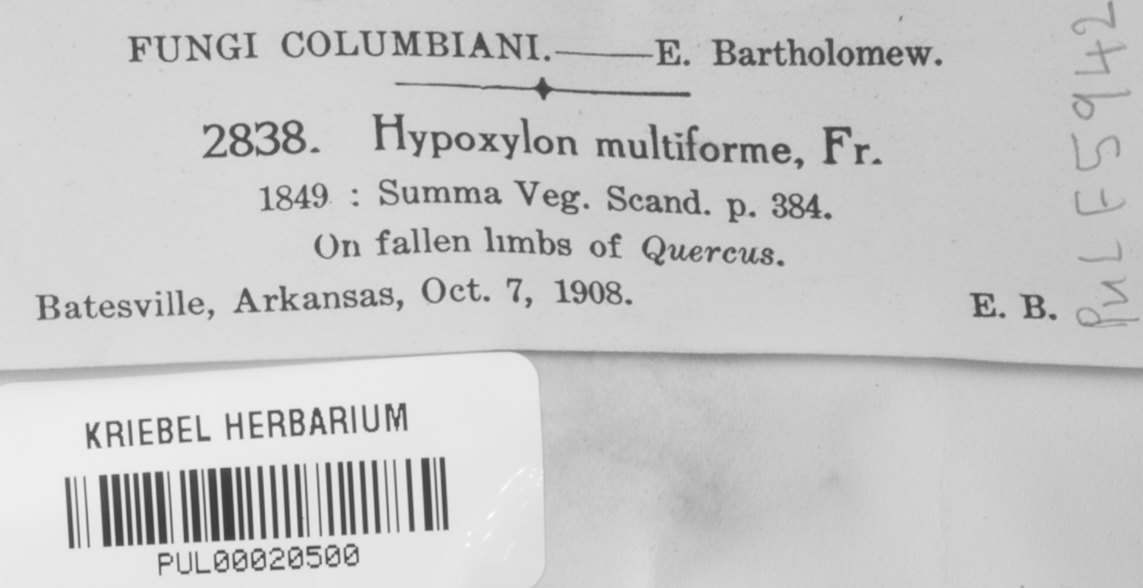 FUNGI COLUMBIANI.——E. Bartholomew.
2838. Hypoxylon multiforme, Fr.
1849 : Summa Veg. Scand. p. 384.
On fallen limbs of Quercus.
Batesville, Arkansas, Oct. 7, 1908. E. B.
PUL F5942
KRIEBEL HERBARIUM
PUL00020500